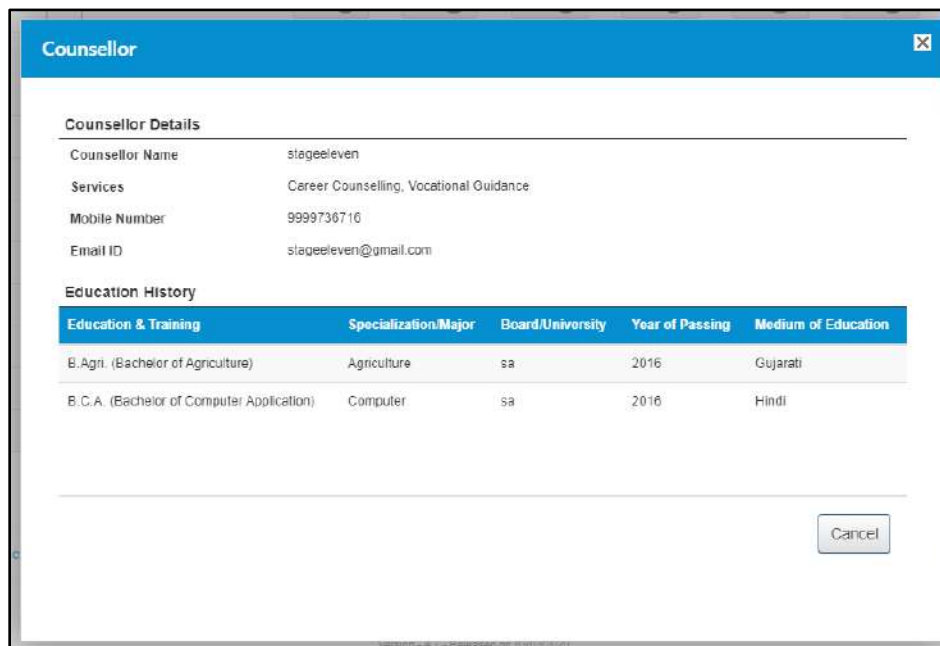 Counsellor
Counsellor Details
Counsellor Name stageeleven
Services Career Counselling, Vocational Guidance
Mobile Number 9999736716
Email ID stageeleven@gmail.com
Education History
Education & Training Specialization/Major Board/University Year of Passing Medium of Education
B.Agri. (Bachelor of Agriculture) Agriculture sa 2016 Gujarati
B.C.A. (Bachelor of Computer Application) Computer sa 2016 Hindi
Cancel